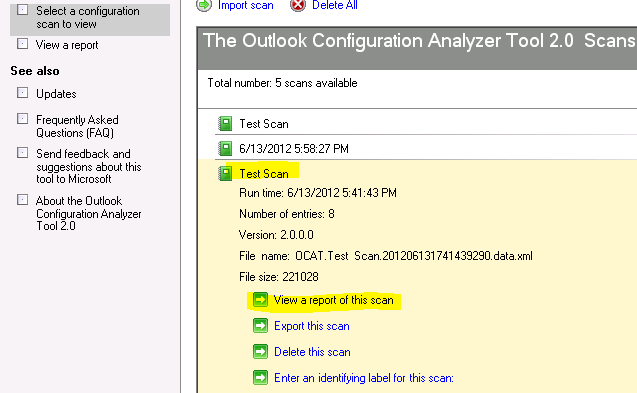 Select a configuration
scan to view
View a report
See also
Updates
Frequently Asked
Questions (FAQ)
Send feedback and
suggestions about this
tool to Microsoft
About the Outlook
Configuration Analyzer
Tool 2.0
Import scan
Delete All
The Outlook Configuration Analyzer Tool 2.0 Scans
Total number: 5 scans available
Test Scan
6/13/2012 5:58:27 PM
Test Scan
Run time: 6/13/2012 5:41:43 PM
Number of entries: 8
Version: 2.0.0.0
File name: OCAT.Test Scan.201206131741439290.data.xml
File size: 221028
View a report of this scan
Export this scan
Delete this scan
Enter an identifying label for this scan: